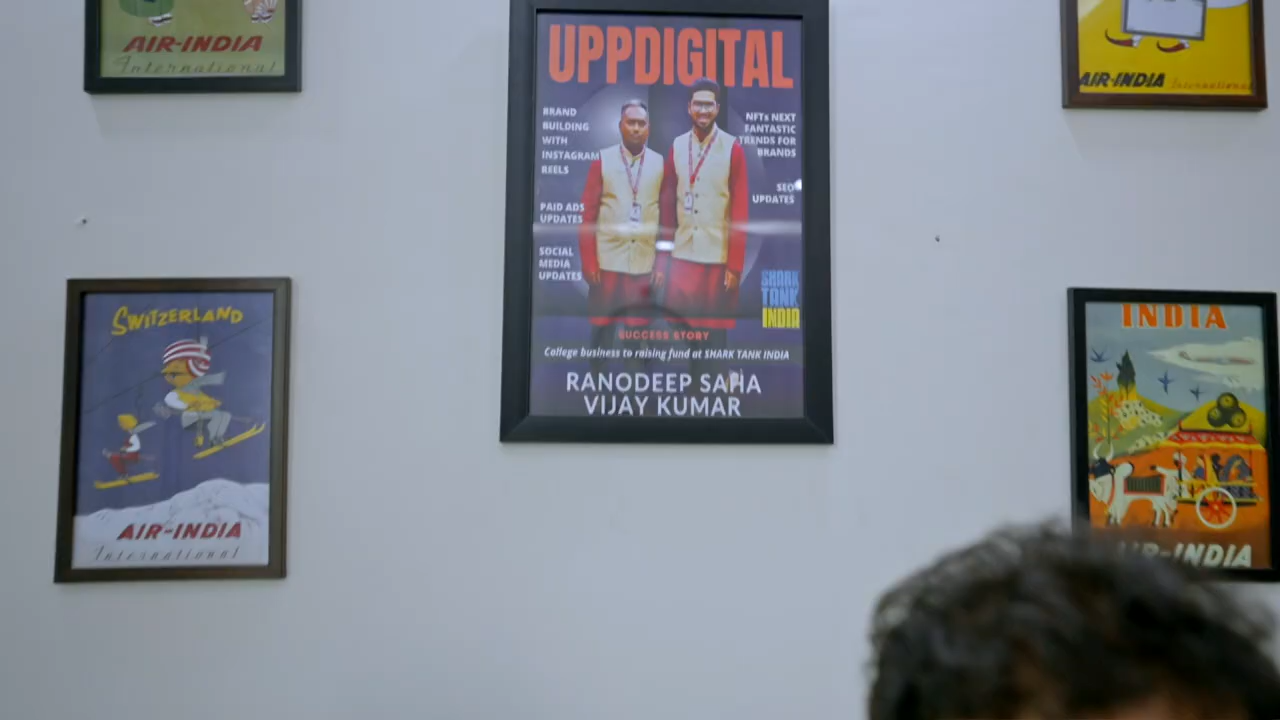 AIR-INDIA
International
UPPDIGITAL
BRAND
BUILDING
WITH
INSTAGRAM
REELS
PAID ADS
UPDATES
SOCIAL
MEDIA
UPDATES
NFTs NEXT
FANTASTIC
TRENDS FOR
BRANDS
SEO
UPDATES
SHARK
TANK
INDIA
SUCCESS STORY
College business to raising fund at SHARK TANK INDIA
RANODEEP SAHA
VIJAY KUMAR
AIR-INDIA International
SWITZERLAND
AIR-INDIA
International
INDIA
AIR-INDIA